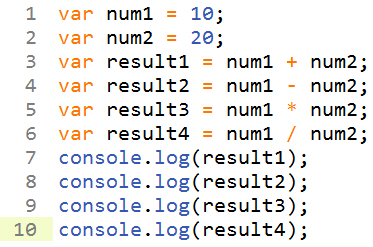 1 var num1 = 10;
2 var num2 = 20;
3 var result1 = num1 + num2;
4 var result2 = num1 - num2;
5 var result3 = num1 * num2;
6 var result4 = num1 / num2;
7 console.log(result1);
8 console.log(result2);
9 console.log(result3);
10 console.log(result4);